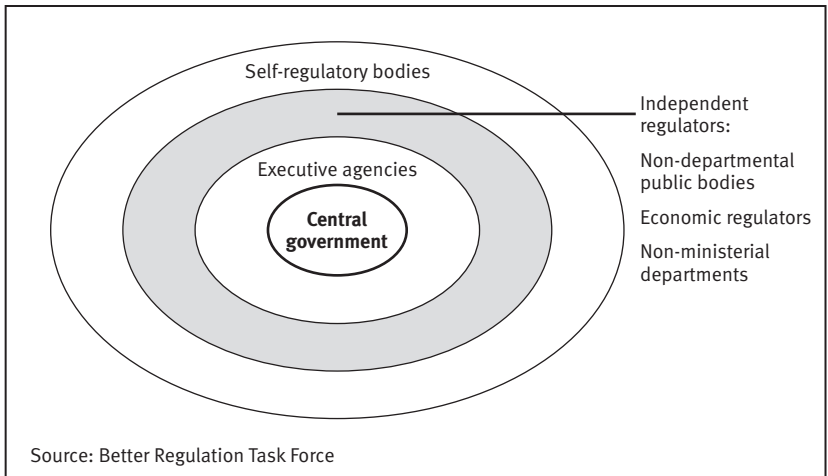 Self-regulatory bodies
Independent
regulators:
Non-departmental
public bodies
Economic regulators
Non-ministerial
departments
Executive agencies
Central
government
Source: Better Regulation Task Force